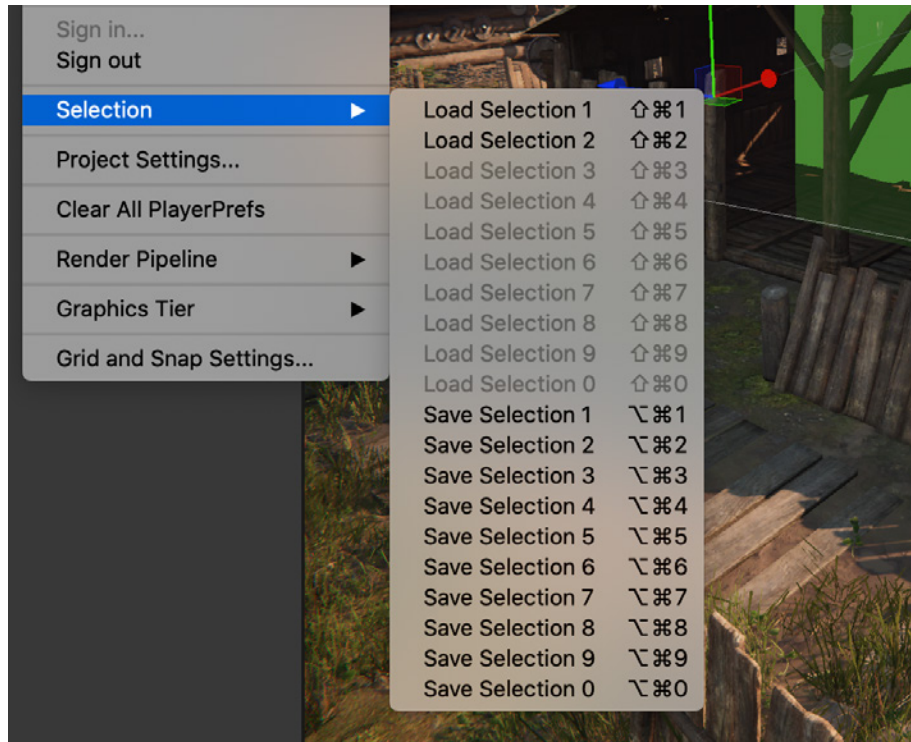 Sign in...
Sign out
Selection ▶
Project Settings...
Clear All PlayerPrefs
Render Pipeline ▶
Graphics Tier ▶
Grid and Snap Settings...
Load Selection 1 ⇧⌘1
Load Selection 2 ⇧⌘2
Load Selection 3 ⇧⌘3
Load Selection 4 ⇧⌘4
Load Selection 5 ⇧⌘5
Load Selection 6 ⇧⌘6
Load Selection 7 ⇧⌘7
Load Selection 8 ⇧⌘8
Load Selection 9 ⇧⌘9
Load Selection 0 ⇧⌘0
Save Selection 1 ⌥⌘1
Save Selection 2 ⌥⌘2
Save Selection 3 ⌥⌘3
Save Selection 4 ⌥⌘4
Save Selection 5 ⌥⌘5
Save Selection 6 ⌥⌘6
Save Selection 7 ⌥⌘7
Save Selection 8 ⌥⌘8
Save Selection 9 ⌥⌘9
Save Selection 0 ⌥⌘0